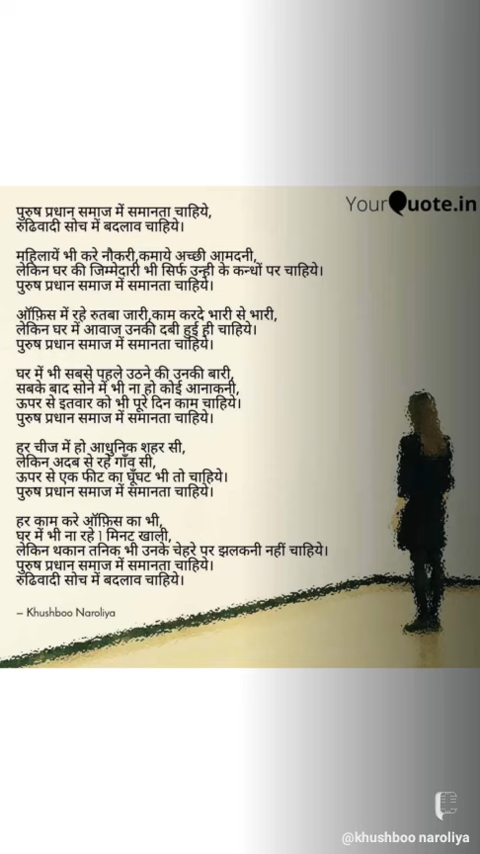 YourQuote.in
पुरुष प्रधान समाज में समानता चाहिये,
रुढिवादी सोच में बदलाव चाहिये।
महिलायें भी करे नौकरी,कमाये अच्छी आमदनी,
लेकिन घर की जिम्मेदारी भी सिर्फ उन्ही के कन्धों पर चाहिये।
पुरुष प्रधान समाज में समानता चाहिये।
ऑफ़िस में रहे रुतबा जारी,काम करदे भारी से भारी,
लेकिन घर में आवाज उनकी दबी हुई ही चाहिये।
पुरुष प्रधान समाज में समानता चाहिये।
घर में भी सबसे पहले उठने की उनकी बारी,
सबके बाद सोने में भी ना हो कोई आनाकनी,
ऊपर से इतवार को भी पूरे दिन काम चाहिये।
पुरुष प्रधान समाज में समानता चाहिये।
हर चीज में हो आधुनिक शहर सी,
लेकिन अदब से रहे गाँव सी,
ऊपर से एक फीट का घूँघट भी तो चाहिये।
पुरुष प्रधान समाज में समानता चाहिये।
हर काम करे ऑफ़िस का भी,
घर में भी ना रहे 1 मिनट खाली,
लेकिन थकान तनिक भी उनके चेहरे पर झलकनी नहीं चाहिये।
पुरुष प्रधान समाज में समानता चाहिये।
रुढिवादी सोच में बदलाव चाहिये।
– Khushboo Naroliya
@khushboo naroliya